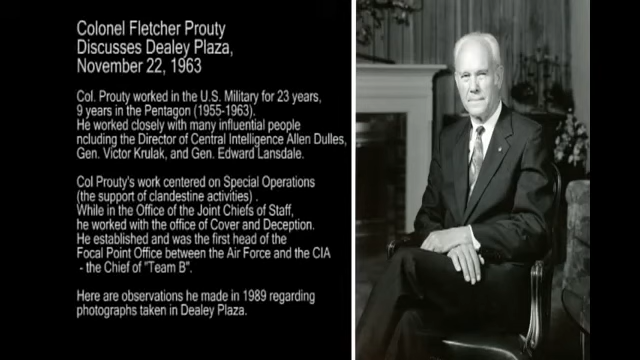 Colonel Fletcher Prouty
Discusses Dealey Plaza,
November 22, 1963
Col. Prouty worked in the U.S. Military for 23 years,
9 years in the Pentagon (1955-1963).
He worked closely with many influential people
ncluding the Director of Central Intelligence Allen Dulles,
Gen. Victor Krulak, and Gen. Edward Lansdale.
Col Prouty's work centered on Special Operations
(the support of clandestine activities) .
While in the Office of the Joint Chiefs of Staff,
he worked with the office of Cover and Deception.
He established and was the first head of the
Focal Point Office between the Air Force and the CIA
- the Chief of "Team B".
Here are observations he made in 1989 regarding
photographs taken in Dealey Plaza.